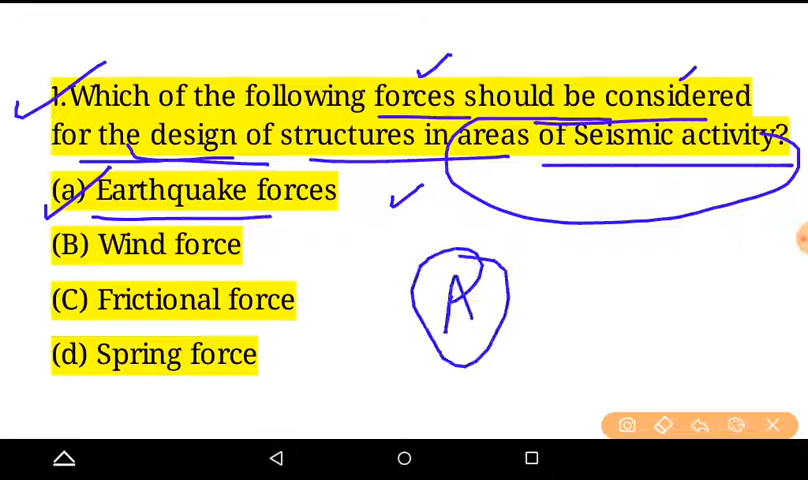 1.Which of the following forces should be considered
for the design of structures in areas of Seismic activity?
(a) Earthquake forces
(B) Wind force
(C) Frictional force
(d) Spring force
A